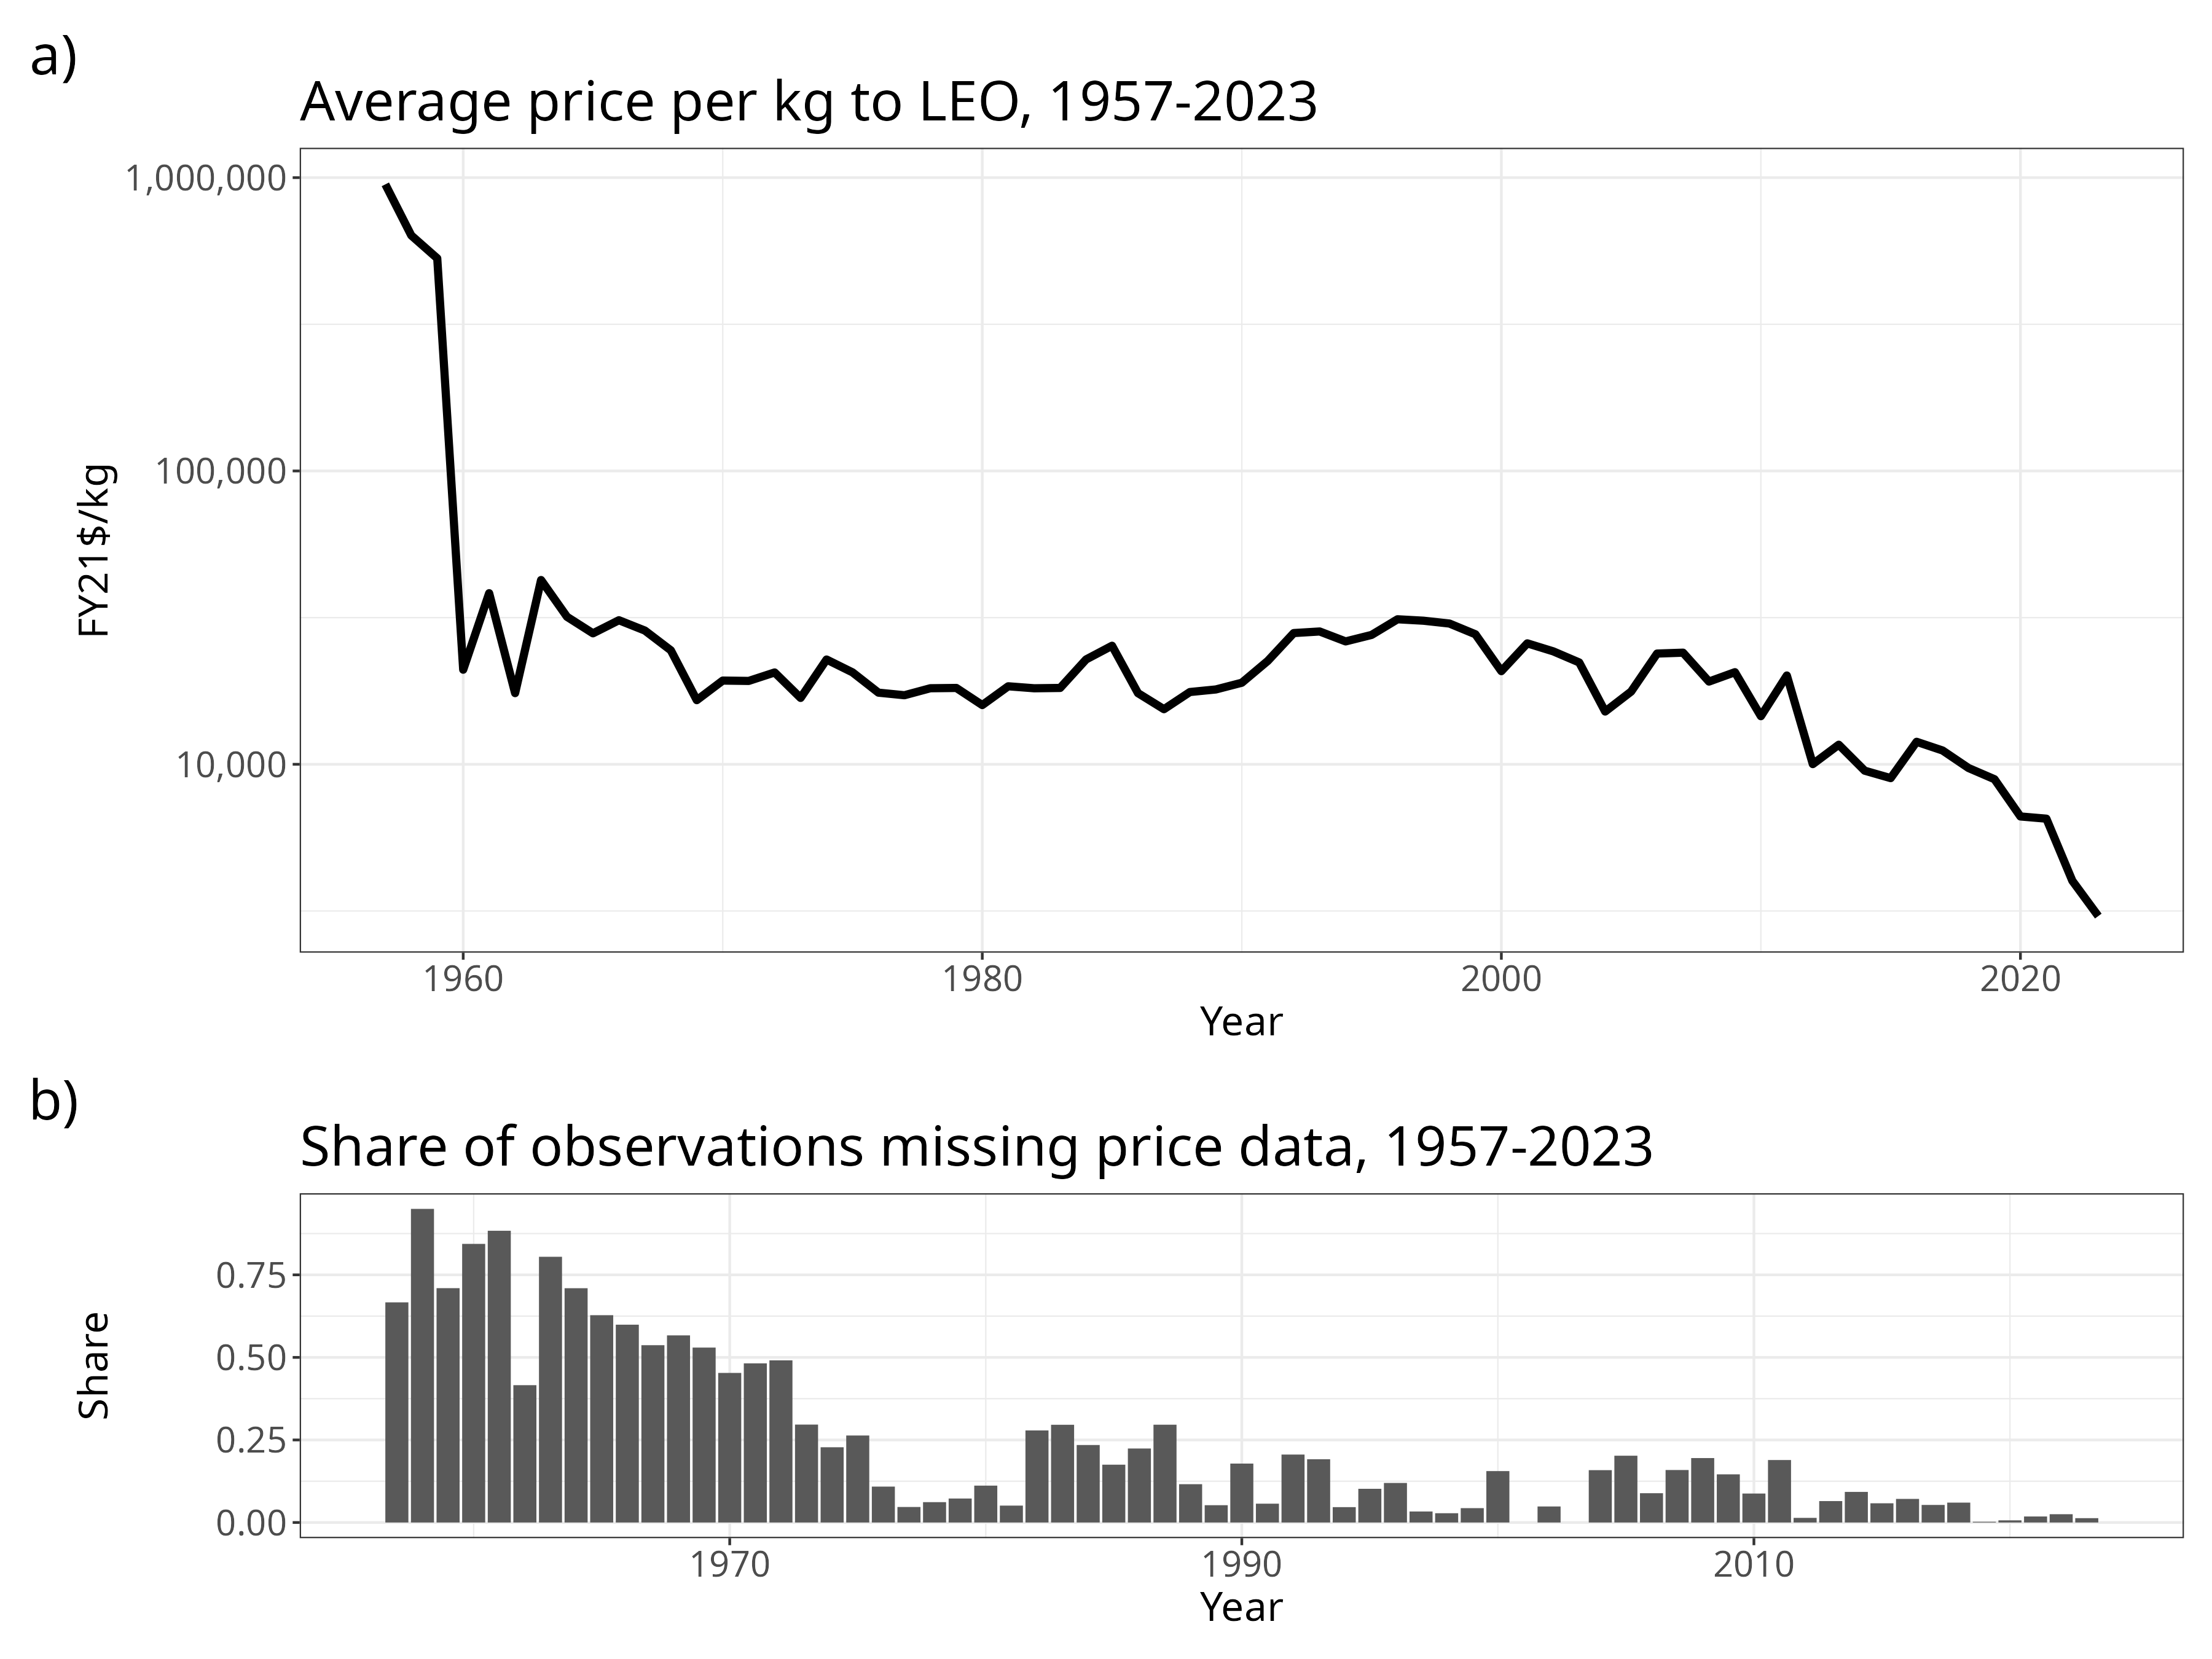 a)
Average price per kg to LEO, 1957-2023
1,000,000
100,000
10,000
FY21$/kg
1960 1980 2000 2020
Year
b)
Share of observations missing price data, 1957-2023
0.75
0.50
0.25
0.00
Share
1970 1990 2010
Year